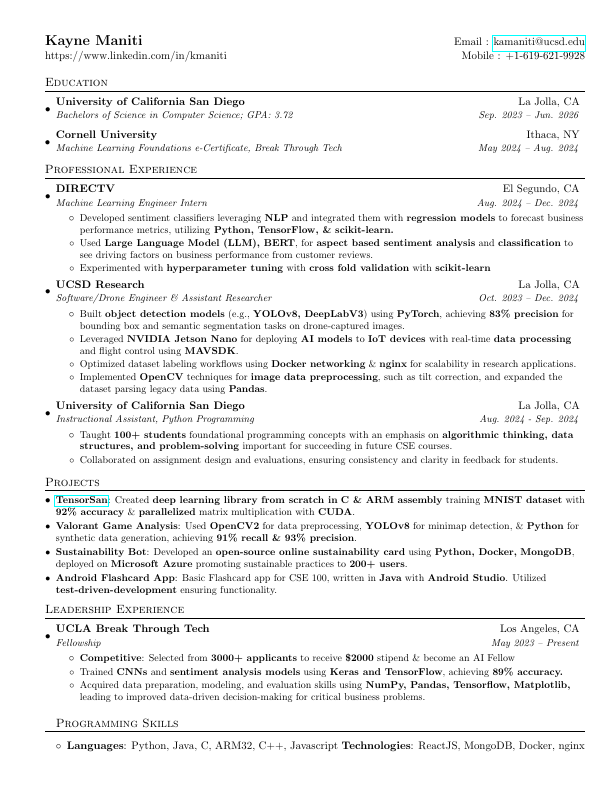 Kayne Maniti
Email : kamaniti@ucsd.edu
https://www.linkedin.com/in/kmaniti
Mobile : +1-619-621-9928
Education
• University of California San Diego La Jolla, CA
Bachelors of Science in Computer Science; GPA: 3.72 Sep. 2023 – Jun. 2026
• Cornell University Ithaca, NY
Machine Learning Foundations e-Certificate, Break Through Tech May 2024 – Aug. 2024
Professional Experience
• DIRECTV El Segundo, CA
Machine Learning Engineer Intern Aug. 2024 – Dec. 2024
○ Developed sentiment classifiers leveraging NLP and integrated them with regression models to forecast business
performance metrics, utilizing Python, TensorFlow, & scikit-learn.
○ Used Large Language Model (LLM), BERT, for aspect based sentiment analysis and classification to
see driving factors on business performance from customer reviews.
○ Experimented with hyperparameter tuning with cross fold validation with scikit-learn
• UCSD Research La Jolla, CA
Software/Drone Engineer & Assistant Researcher Oct. 2023 – Dec. 2024
○ Built object detection models (e.g., YOLOv8, DeepLabV3) using PyTorch, achieving 83% precision for
bounding box and semantic segmentation tasks on drone-captured images.
○ Leveraged NVIDIA Jetson Nano for deploying AI models to IoT devices with real-time data processing
and flight control using MAVSDK.
○ Optimized dataset labeling workflows using Docker networking & nginx for scalability in research applications.
○ Implemented OpenCV techniques for image data preprocessing, such as tilt correction, and expanded the
dataset parsing legacy data using Pandas.
• University of California San Diego La Jolla, CA
Instructional Assistant, Python Programming Aug. 2024 - Sep. 2024
○ Taught 100+ students foundational programming concepts with an emphasis on algorithmic thinking, data
structures, and problem-solving important for succeeding in future CSE courses.
○ Collaborated on assignment design and evaluations, ensuring consistency and clarity in feedback for students.
Projects
• TensorSan: Created deep learning library from scratch in C & ARM assembly training MNIST dataset with
92% accuracy & parallelized matrix multiplication with CUDA.
• Valorant Game Analysis: Used OpenCV2 for data preprocessing, YOLOv8 for minimap detection, & Python for
synthetic data generation, achieving 91% recall & 93% precision.
• Sustainability Bot: Developed an open-source online sustainability card using Python, Docker, MongoDB,
deployed on Microsoft Azure promoting sustainable practices to 200+ users.
• Android Flashcard App: Basic Flashcard app for CSE 100, written in Java with Android Studio. Utilized
test-driven-development ensuring functionality.
Leadership Experience
• UCLA Break Through Tech Los Angeles, CA
Fellowship May 2023 – Present
○ Competitive: Selected from 3000+ applicants to receive $2000 stipend & become an AI Fellow
○ Trained CNNs and sentiment analysis models using Keras and TensorFlow, achieving 89% accuracy.
○ Acquired data preparation, modeling, and evaluation skills using NumPy, Pandas, Tensorflow, Matplotlib,
leading to improved data-driven decision-making for critical business problems.
Programming Skills
○ Languages: Python, Java, C, ARM32, C++, Javascript Technologies: ReactJS, MongoDB, Docker, nginx